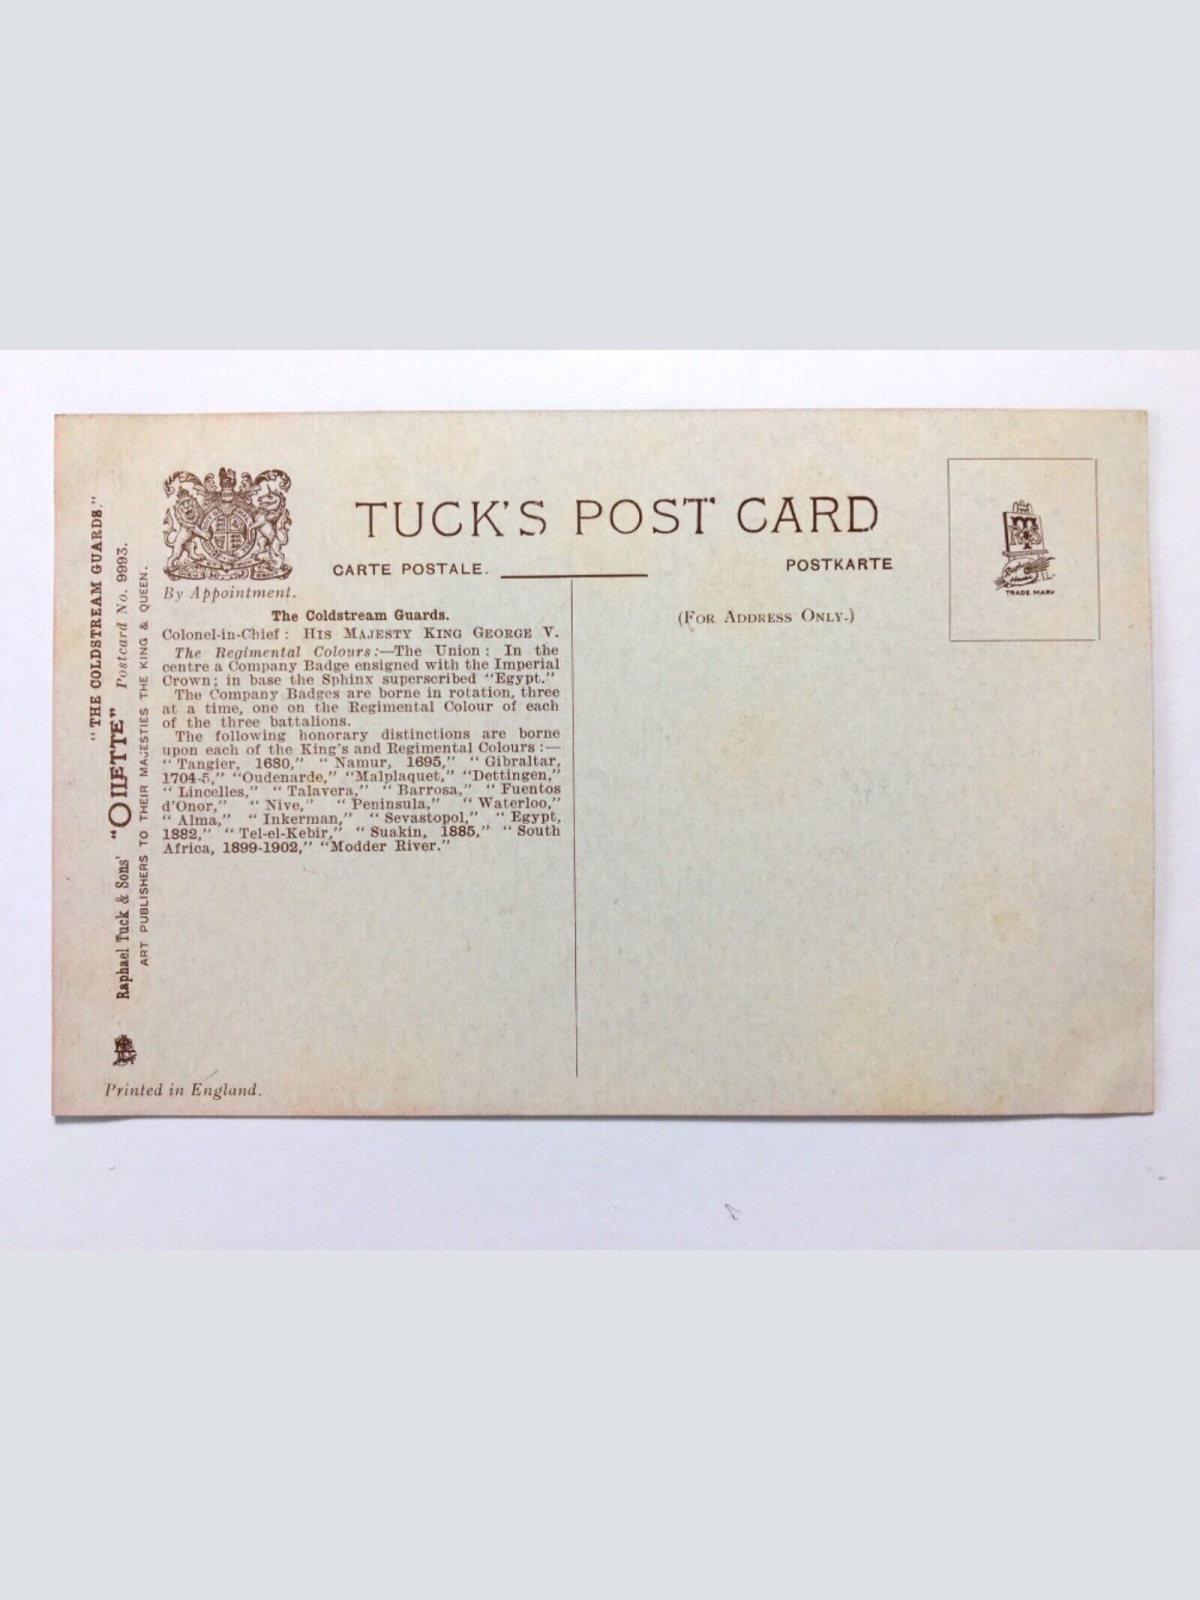 TUCK'S POST CARD
CARTE POSTALE.
POSTKARTE
By Appointment.
(FOR ADDRESS ONLY.)
TRADE MARK
The Coldstream Guards.
Colonel-in-Chief: HIS MAJESTY KING GEORGE V.
The Regimental Colours:—The Union: In the
centre a Company Badge ensigned with the Imperial
Crown; in base the Sphinx superscribed "Egypt."
The Company Badges are borne in rotation, three
at a time, one on the Regimental Colour of each
of the three battalions.
The following honorary distinctions are borne
upon each of the King's and Regimental Colours:—
"Tangier, 1680," "Namur, 1695," "Gibraltar,
1704-5," "Oudenarde," "Malplaquet," "Dettingen,"
"Lincelles," "Talavera," "Barrosa," "Fuentos
d'Onor," "Nive," "Peninsula," "Waterloo,"
"Alma," "Inkerman," "Sevastopol," "Egypt,
1882," "Tel-el-Kebir," "Suakin, 1885," "South
Africa, 1899-1902," "Modder River."
"THE COLDSTREAM GUARDS."
Raphael Tuck & Sons' "OILETTE" Postcard No. 9993.
ART PUBLISHERS TO THEIR MAJESTIES THE KING & QUEEN.
Printed in England.